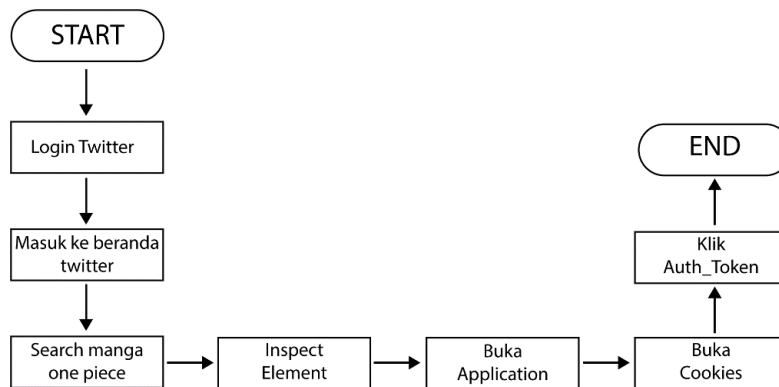 START
Login Twitter
Masuk ke beranda
twitter
Search manga
one piece
Inspect
Element
Buka
Application
Buka
Cookies
Klik
Auth_Token
END